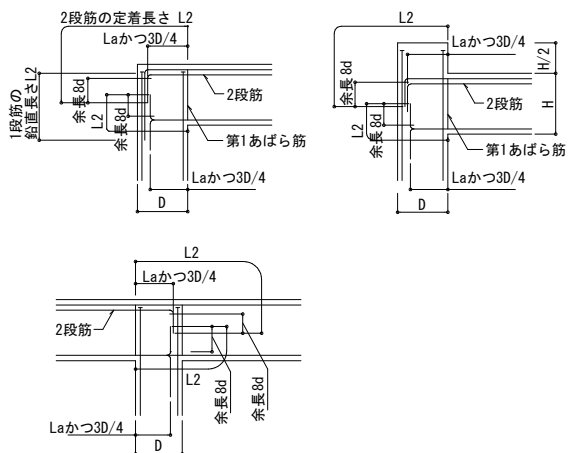 2段筋の定着長さ L2
Laかつ3D/4
2段筋
1段筋の
鉛直長さL2
余長8d
L2
余長8d
第1あばら筋
Laかつ3D/4
D
L2
Laかつ3D/4
H/2
H
余長8d
2段筋
L2
余長8d
第1あばら筋
Laかつ3D/4
D
L2
Laかつ3D/4
2段筋
L2
余長8d
余長8d
Laかつ3D/4
D